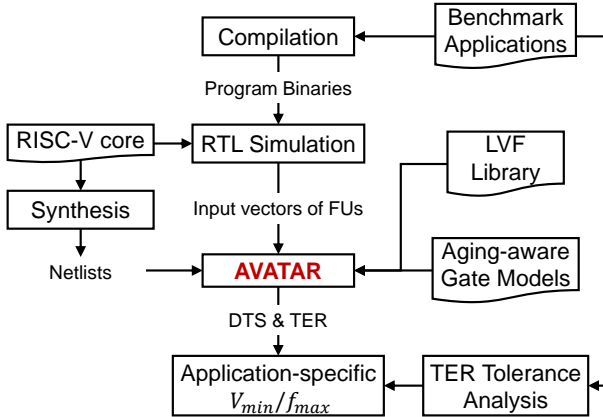 Compilation
Benchmark
Applications
Program Binaries
RISC-V core
RTL Simulation
LVF
Library
Synthesis
Input vectors of FUs
Netlists
AVATAR
Aging-aware
Gate Models
DTS & TER
Application-specific
V_min/f_max
TER Tolerance
Analysis